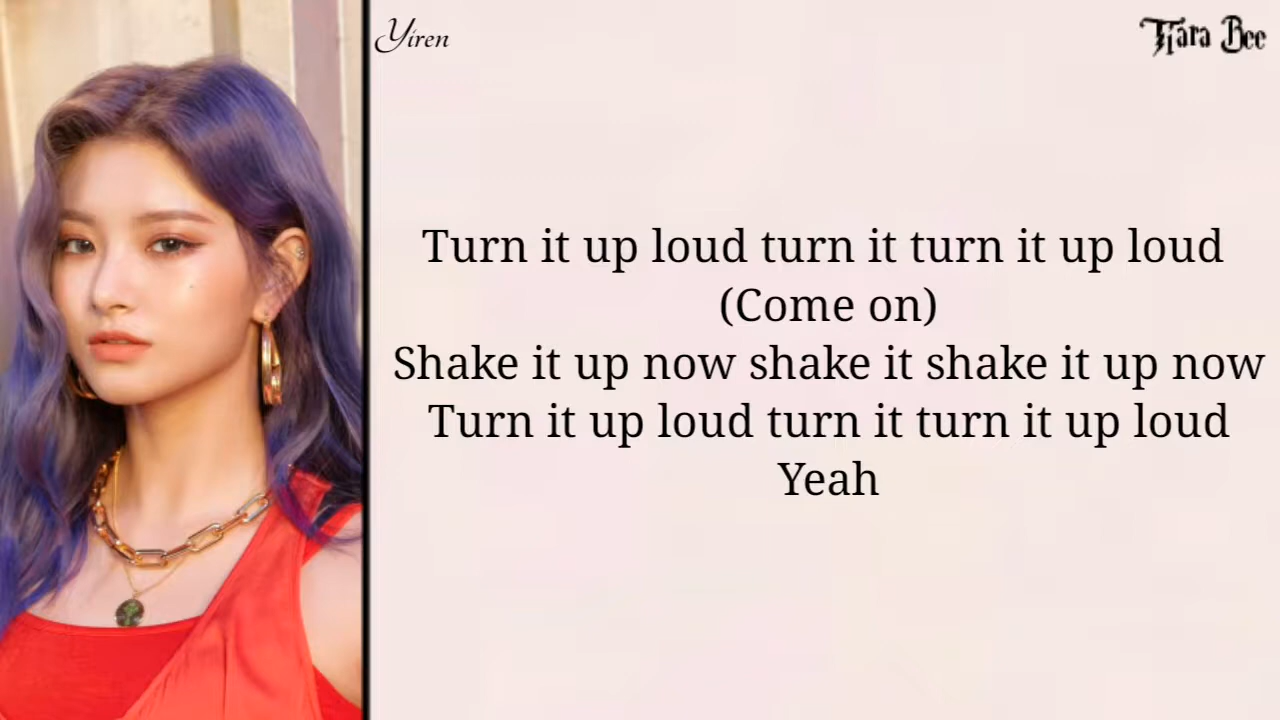 Yiren
Tiara Bee
Turn it up loud turn it turn it up loud
(Come on)
Shake it up now shake it shake it up now
Turn it up loud turn it turn it up loud
Yeah